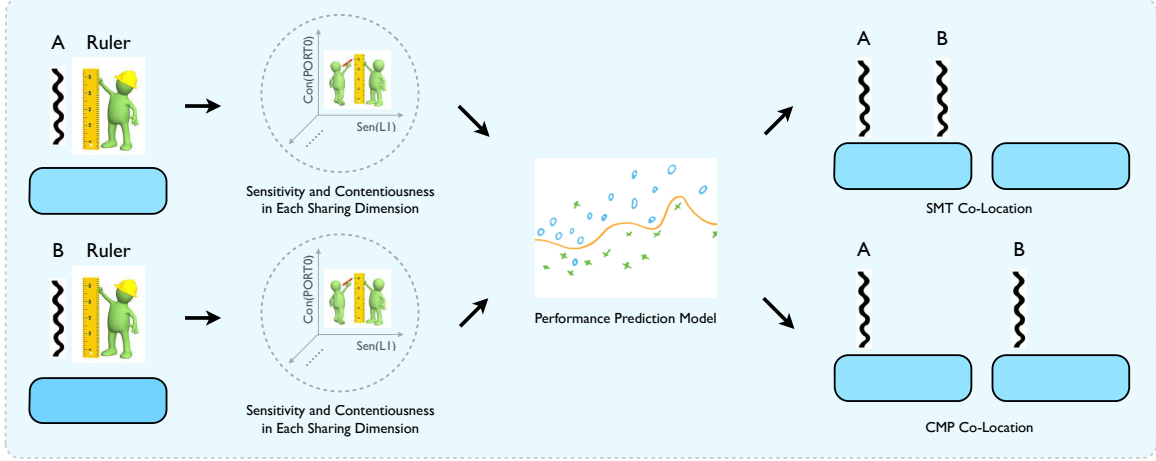 A Ruler
Con(PORT0)
Sen(L1)
......
Sensitivity and Contentiousness
in Each Sharing Dimension
B Ruler
Con(PORT0)
Sen(L1)
......
Sensitivity and Contentiousness
in Each Sharing Dimension
Performance Prediction Model
A B
SMT Co-Location
A B
CMP Co-Location